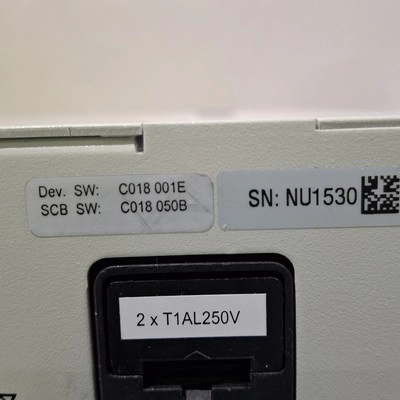 Dev. SW: C018 001E
SCB SW: C018 050B
SN: NU1530
2 x T1AL250V